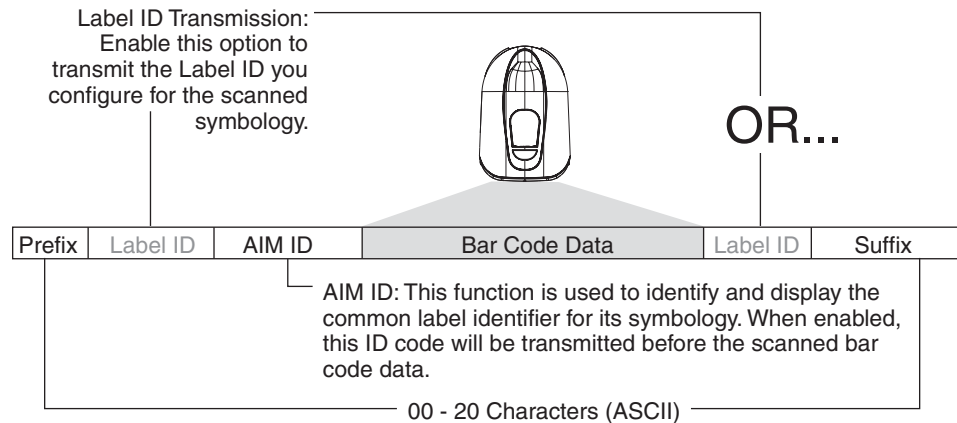 Label ID Transmission:
Enable this option to
transmit the Label ID you
configure for the scanned
symbology.
OR...
Prefix Label ID AIM ID Bar Code Data Label ID Suffix
AIM ID: This function is used to identify and display the
common label identifier for its symbology. When enabled,
this ID code will be transmitted before the scanned bar
code data.
00 - 20 Characters (ASCII)